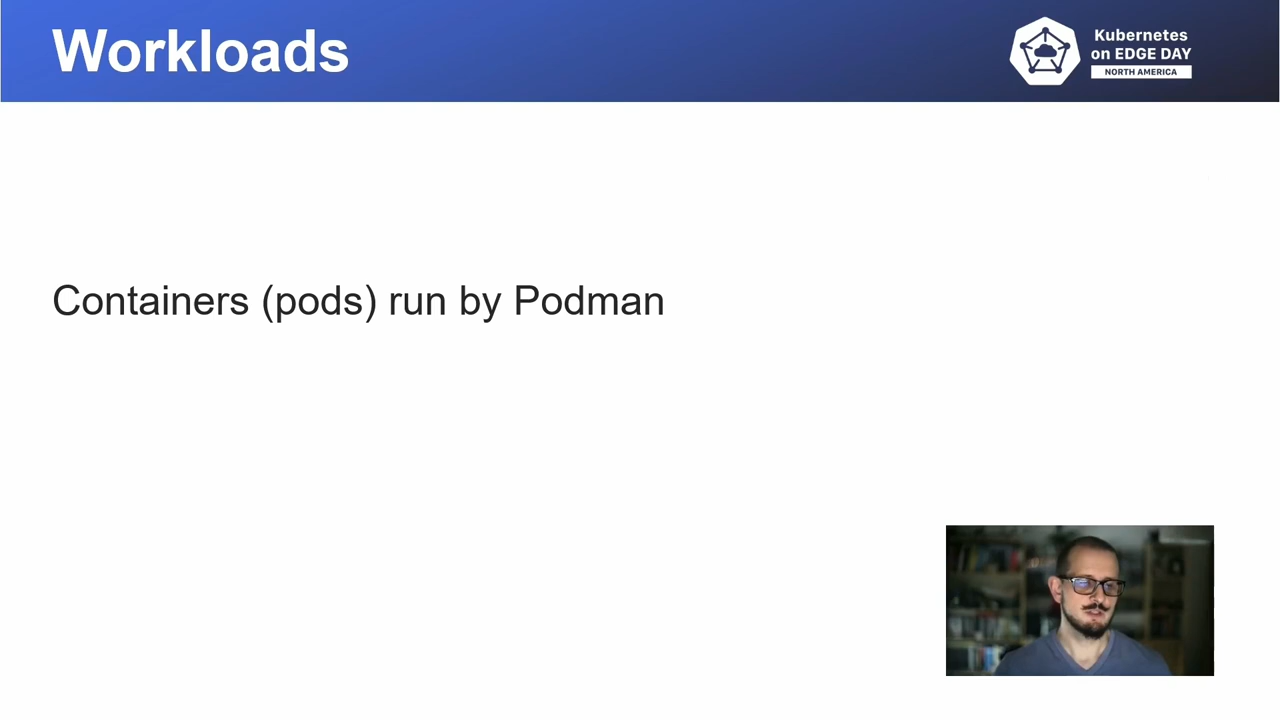 Workloads
Kubernetes
on EDGE DAY
NORTH AMERICA
Containers (pods) run by Podman